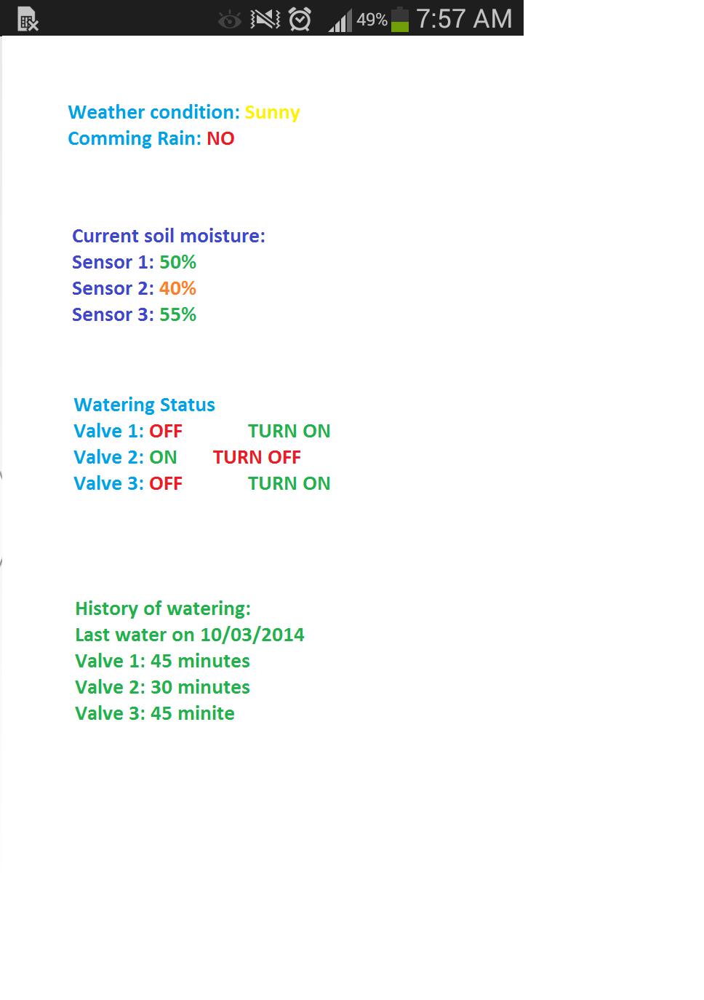 49% 7:57 AM
Weather condition: Sunny
Comming Rain: NO
Current soil moisture:
Sensor 1: 50%
Sensor 2: 40%
Sensor 3: 55%
Watering Status
Valve 1: OFF TURN ON
Valve 2: ON TURN OFF
Valve 3: OFF TURN ON
History of watering:
Last water on 10/03/2014
Valve 1: 45 minutes
Valve 2: 30 minutes
Valve 3: 45 minite